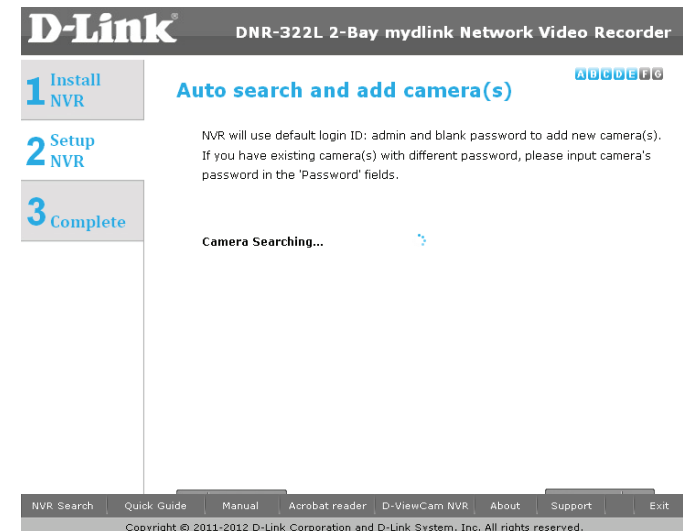 D-Link®
DNR-322L 2-Bay mydlink Network Video Recorder
1 Install
NVR
2 Setup
NVR
3 Complete
A B C D E F G
Auto search and add camera(s)
NVR will use default login ID: admin and blank password to add new camera(s).
If you have existing camera(s) with different password, please input camera's
password in the 'Password' fields.
Camera Searching...
NVR Search Quick Guide Manual Acrobat reader D-ViewCam NVR About Support Exit
Copyright © 2011-2012 D-Link Corporation and D-Link System, Inc. All rights reserved.